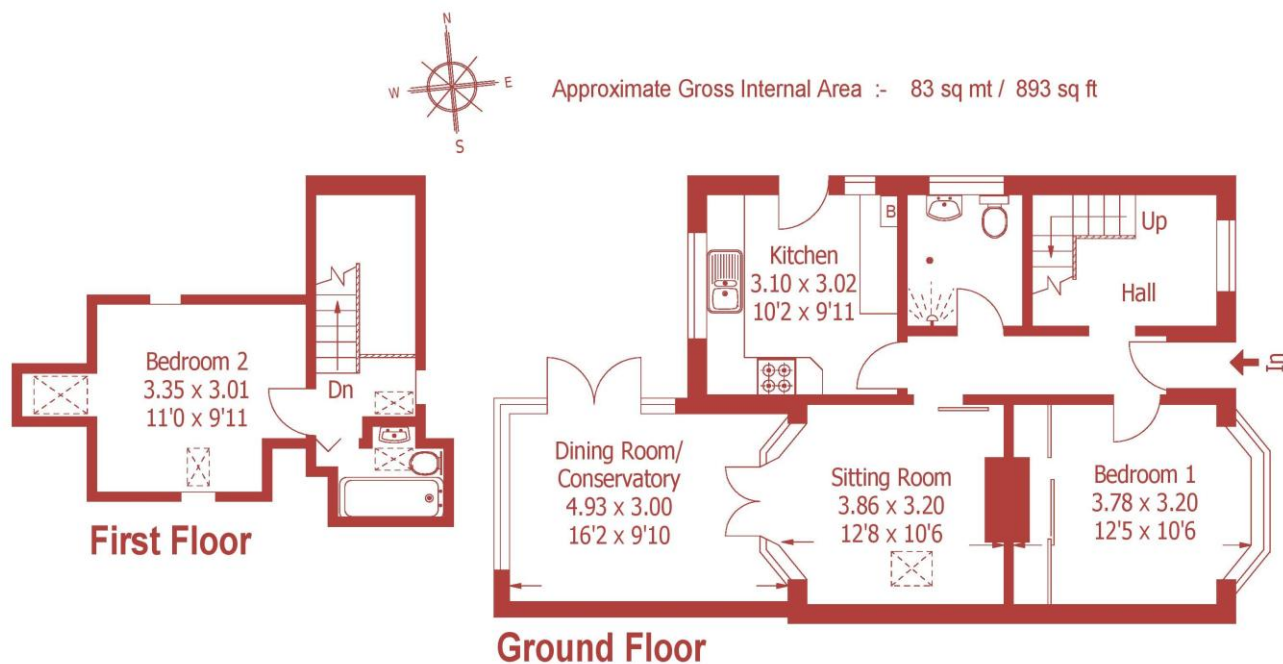 N
W
E
S
Approximate Gross Internal Area :- 83 sq mt / 893 sq ft
Bedroom 2
3.35 x 3.01
11'0 x 9'11
Dn
First Floor
Kitchen
3.10 x 3.02
10'2 x 9'11
B
Up
Hall
In
Dining Room/
Conservatory
4.93 x 3.00
16'2 x 9'10
Sitting Room
3.86 x 3.20
12'8 x 10'6
Bedroom 1
3.78 x 3.20
12'5 x 10'6
Ground Floor